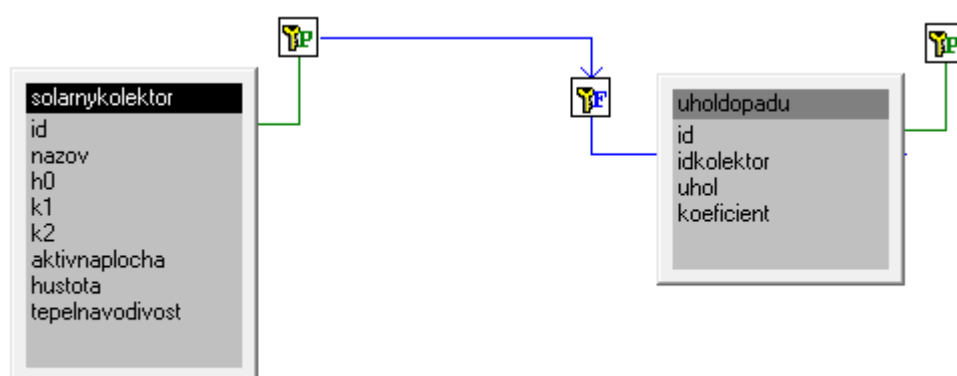 P
solarnykolektor
id
nazov
h0
k1
k2
aktivnaplocha
hustota
tepelnavodivost
F
uholdopadu
id
idkolektor
uhol
koeficient
P